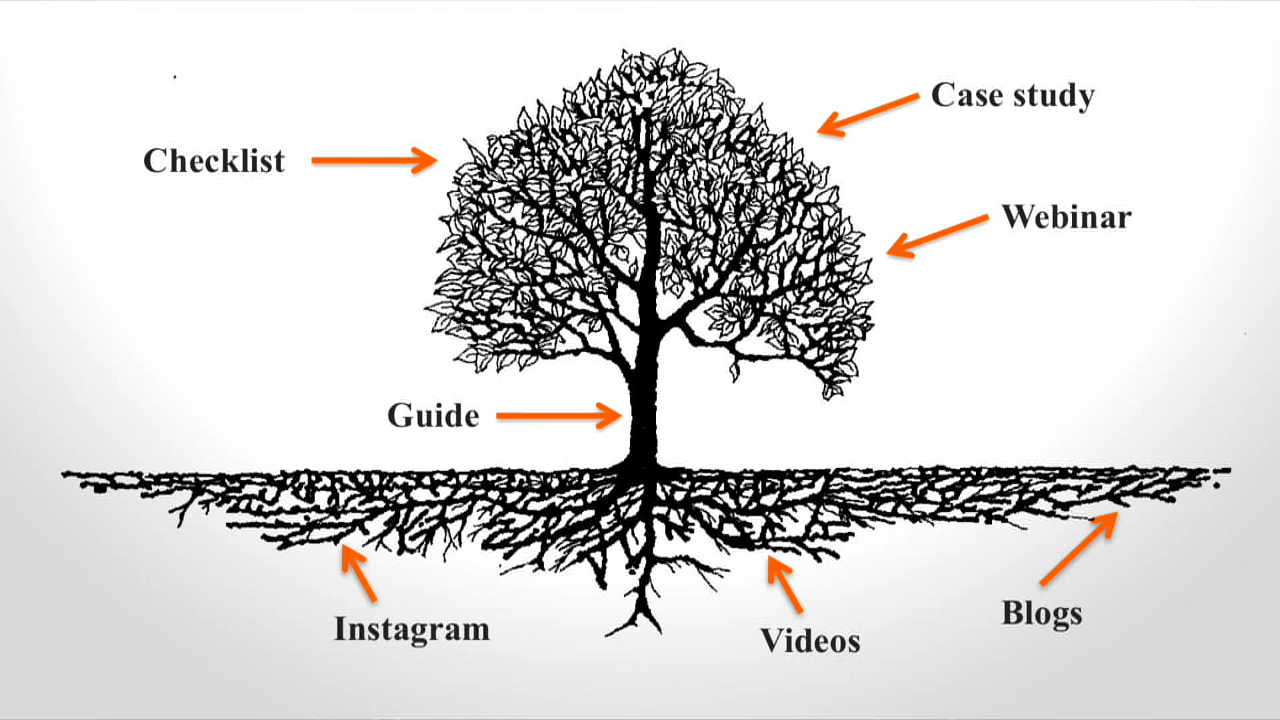 Case study
Checklist
Webinar
Guide
Instagram
Videos
Blogs